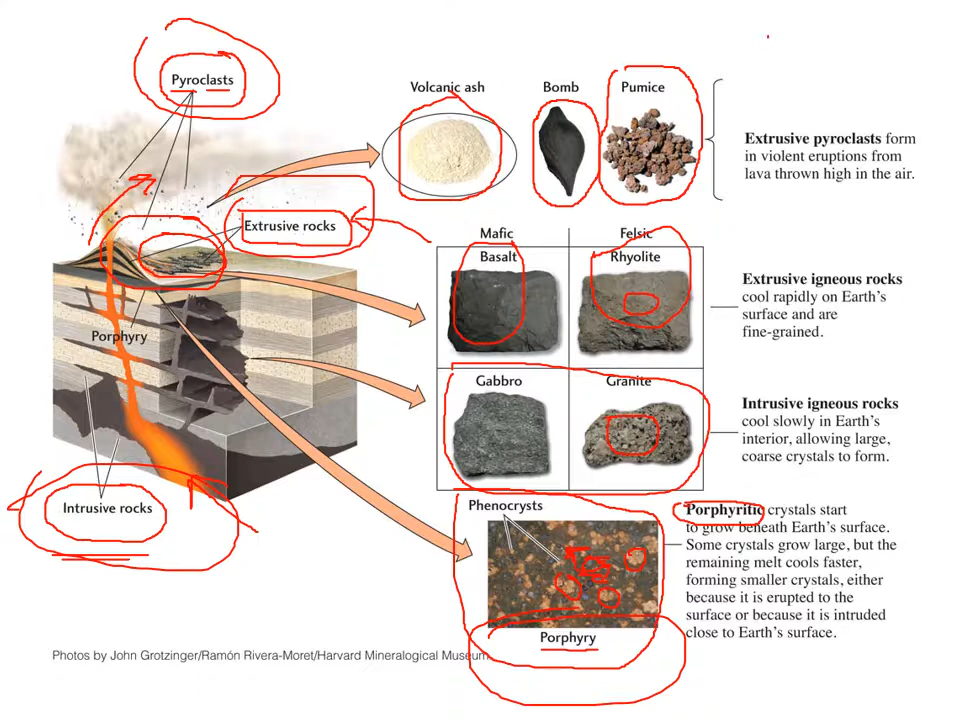 Pyroclasts
Volcanic ash
Bomb
Pumice
Extrusive pyroclasts form
in violent eruptions from
lava thrown high in the air.
Extrusive rocks
Mafic
Felsic
Basalt
Rhyolite
Extrusive igneous rocks
cool rapidly on Earth's
surface and are
fine-grained.
Porphyry
Gabbro
Granite
Intrusive igneous rocks
cool slowly in Earth's
interior, allowing large,
coarse crystals to form.
Intrusive rocks
Phenocrysts
Porphyritic crystals start
to grow beneath Earth's surface.
Some crystals grow large, but the
remaining melt cools faster,
forming smaller crystals, either
because it is erupted to the
surface or because it is intruded
close to Earth's surface.
Porphyry
Photos by John Grotzinger/Ramón Rivera-Moret/Harvard Mineralogical Museum